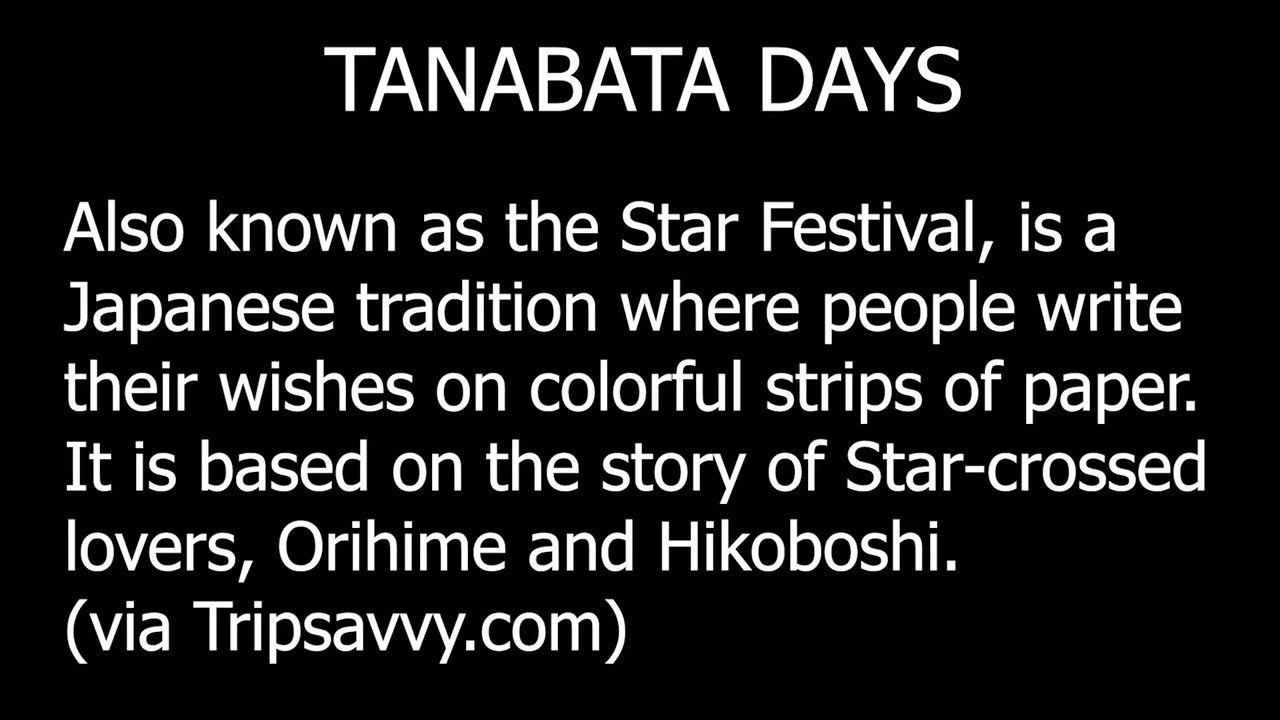 TANABATA DAYS
Also known as the Star Festival, is a
Japanese tradition where people write
their wishes on colorful strips of paper.
It is based on the story of Star-crossed
lovers, Orihime and Hikoboshi.
(via Tripsavvy.com)